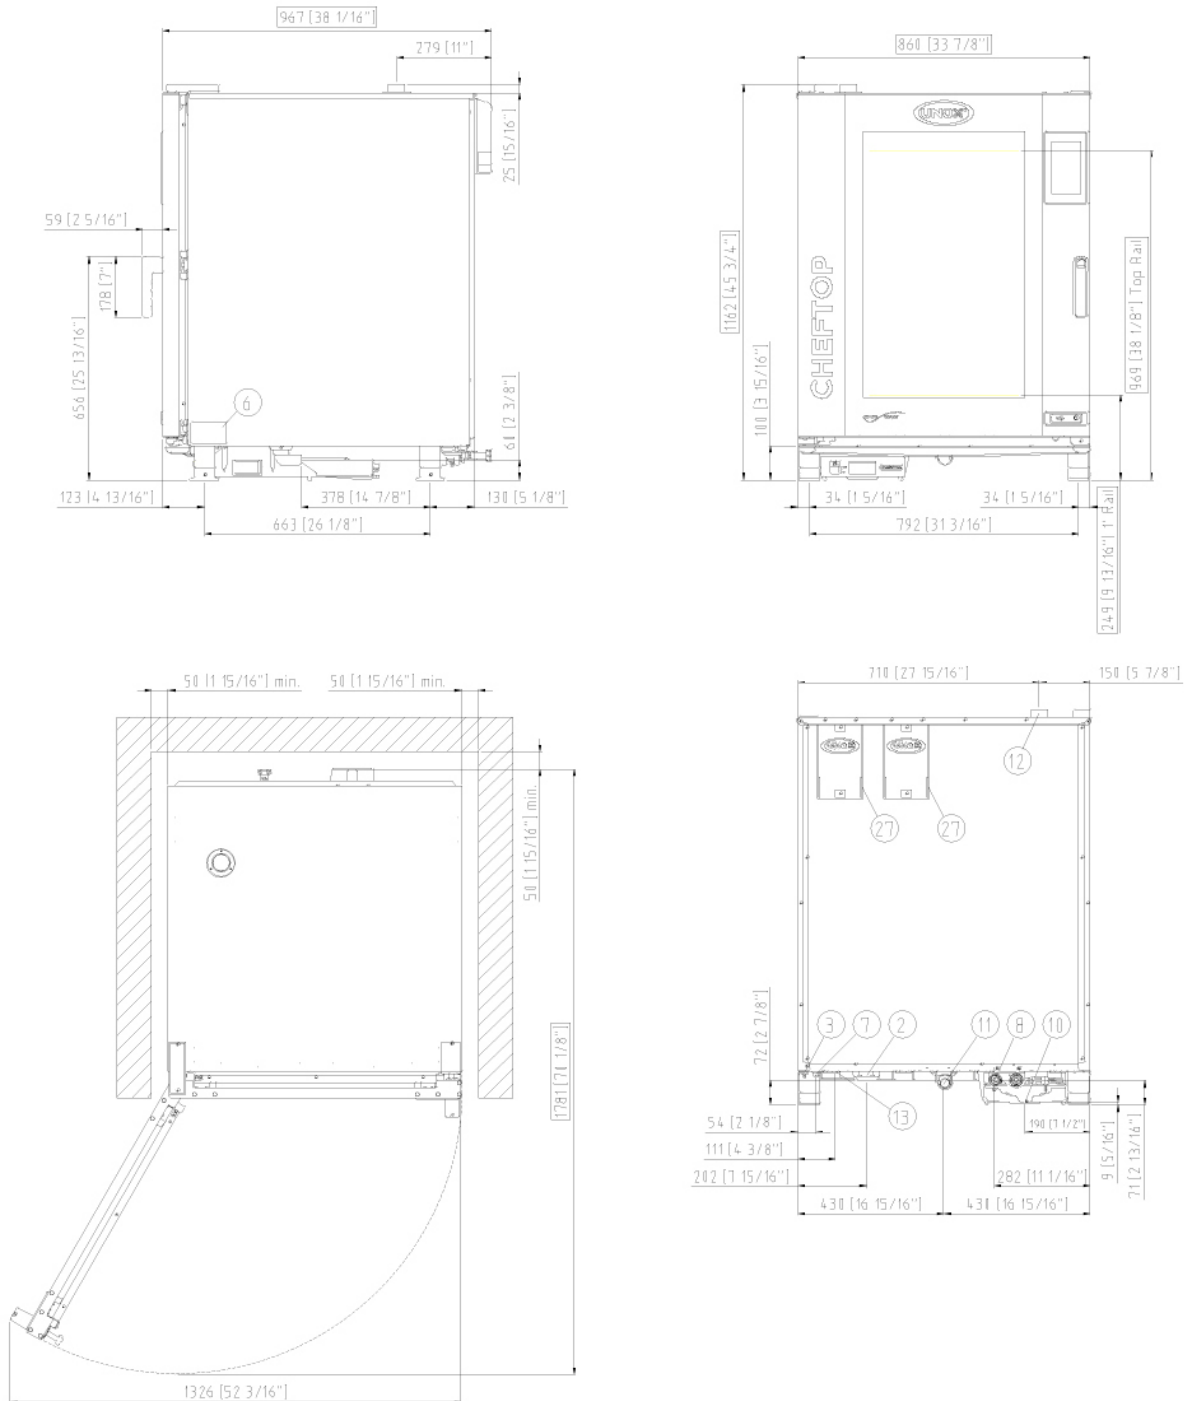 967 [38 1/16"]
279 [11"]
25 [15/16"]
59 [2 5/16"]
178 [7"]
656 [25 13/16"]
6
60 [2 3/8"]
123 [4 13/16"]
378 [14 7/8"]
130 [5 1/8"]
663 [26 1/8"]
860 [33 7/8"]
UNOX
1162 [45 3/4"]
CHEFTOP
969 [38 1/8"] Top Rail
100 [3 15/16"]
34 [1 5/16"]
34 [1 5/16"]
792 [31 3/16"]
249 [9 13/16"] 1° Rail
50 [1 15/16"] min.
50 [1 15/16"] min.
50 [1 15/16"] min.
1781 [70 1/8"]
1326 [52 3/16"]
710 [27 15/16"]
150 [5 7/8"]
12
27
27
72 [2 7/8"]
3
7
2
11
8
10
13
54 [2 1/8"]
190 [7 1/2"]
9 [5/16"]
71 [2 13/16"]
111 [4 3/8"]
202 [7 15/16"]
282 [11 1/16"]
430 [16 15/16"]
430 [16 15/16"]